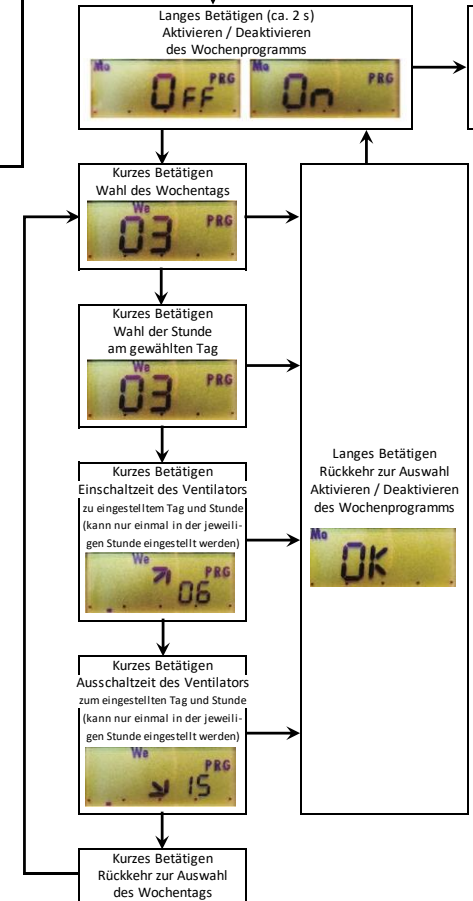 Langes Betätigen (ca. 2 s)
Aktivieren / Deaktivieren
des Wochenprogramms
Mo
OFF
PRG
Mo
On
PRG
Kurzes Betätigen
Wahl des Wochentags
We
03
PRG
Kurzes Betätigen
Wahl der Stunde
am gewählten Tag
We
03
PRG
Kurzes Betätigen
Einschaltzeit des Ventilators
zu eingestelltem Tag und Stunde
(kann nur einmal in der jeweili-
gen Stunde eingestellt werden)
We
PRG
06
Kurzes Betätigen
Ausschaltzeit des Ventilators
zum eingestellten Tag und Stunde
(kann nur einmal in der jeweili-
gen Stunde eingestellt werden)
We
PRG
15
Kurzes Betätigen
Rückkehr zur Auswahl
des Wochentags
Langes Betätigen
Rückkehr zur Auswahl
Aktivieren / Deaktivieren
des Wochenprogramms
Mo
OK